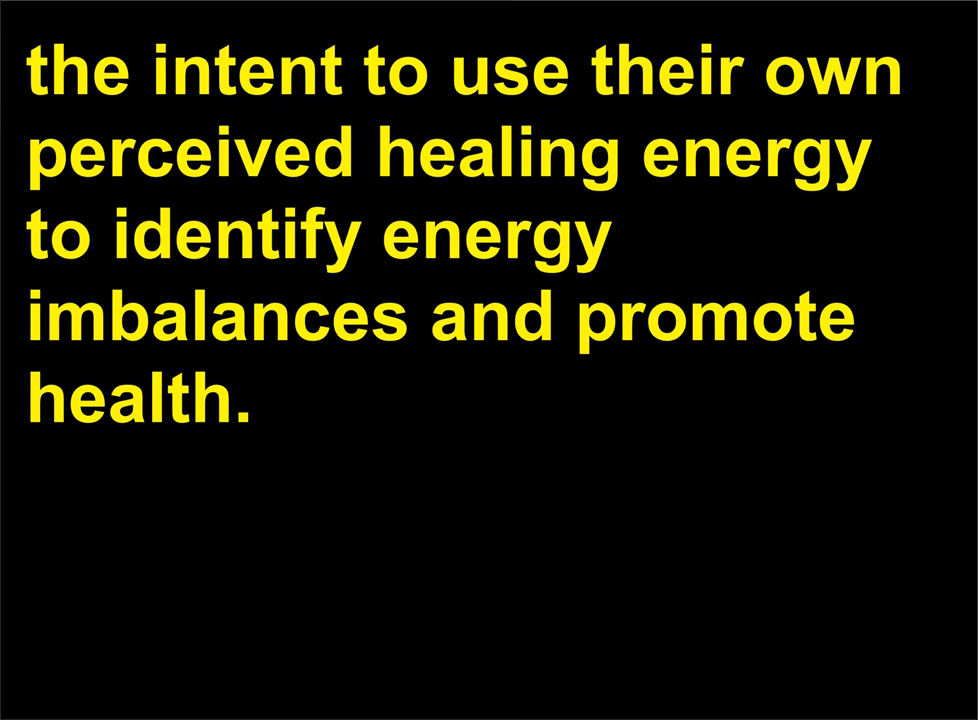 the intent to use their own
perceived healing energy
to identify energy
imbalances and promote
health.